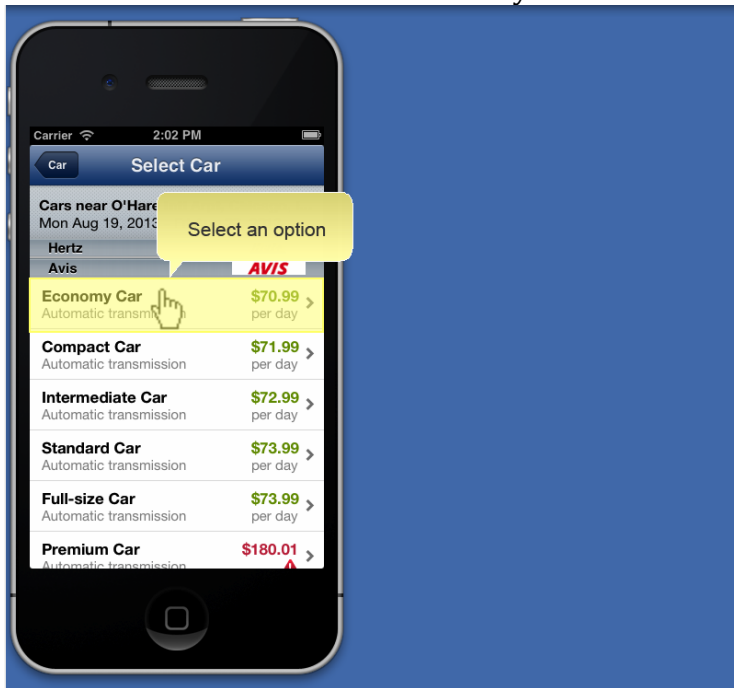 Carrier 2:02 PM
Car Select Car
Cars near O'Hare
Mon Aug 19, 2013
Select an option
Hertz
Avis AVIS
Economy Car $70.99
Automatic per day
Compact Car $71.99
Automatic transmission per day
Intermediate Car $72.99
Automatic transmission per day
Standard Car $73.99
Automatic transmission per day
Full-size Car $73.99
Automatic transmission per day
Premium Car $180.01
Automatic transmission